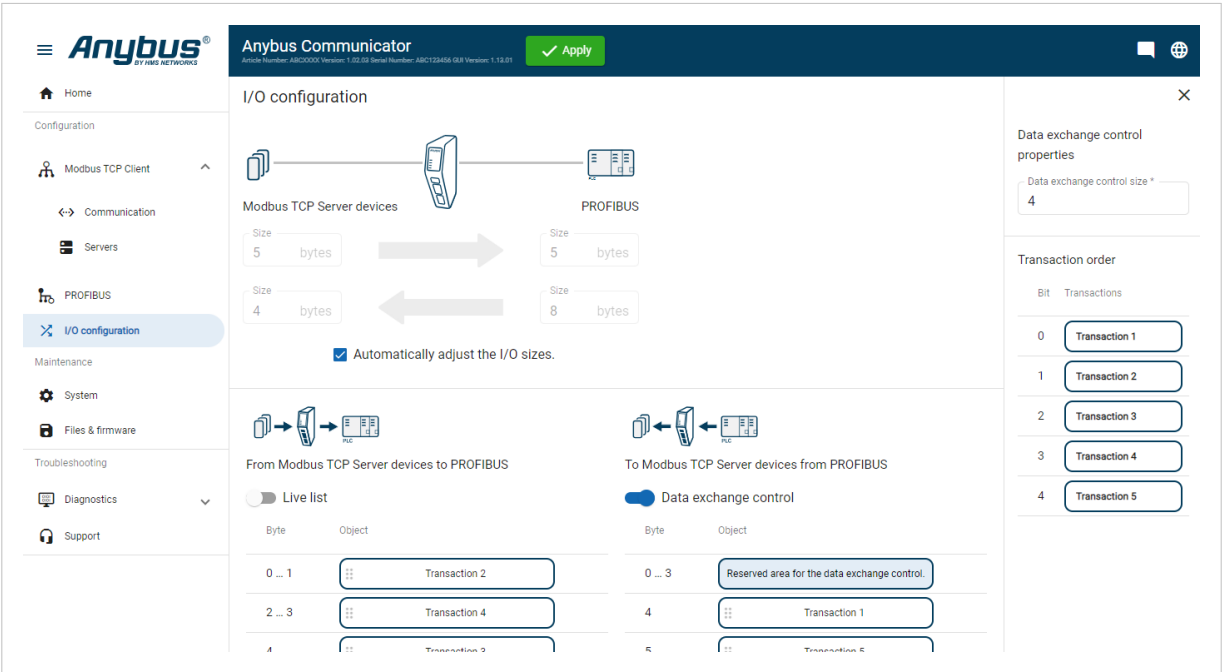 Anybus®
BY HMS NETWORKS
Anybus Communicator
Article Number: ABCXXXX Version: 1.02.03 Serial Number: ABC123456 GUI Version: 1.13.01
Apply
Home
Configuration
Modbus TCP Client
Communication
Servers
PROFIBUS
I/O configuration
Maintenance
System
Files & firmware
Troubleshooting
Diagnostics
Support
I/O configuration
Modbus TCP Server devices
PLC
PROFIBUS
Size
5 bytes
Size
5 bytes
Size
4 bytes
Size
8 bytes
Automatically adjust the I/O sizes.
PLC
From Modbus TCP Server devices to PROFIBUS
Live list
Byte Object
0 ... 1 Transaction 2
2 ... 3 Transaction 4
4 Transaction 3
PLC
To Modbus TCP Server devices from PROFIBUS
Data exchange control
Byte Object
0 ... 3 Reserved area for the data exchange control.
4 Transaction 1
5 Transaction 5
Data exchange control
properties
Data exchange control size *
4
Transaction order
Bit Transactions
0 Transaction 1
1 Transaction 2
2 Transaction 3
3 Transaction 4
4 Transaction 5